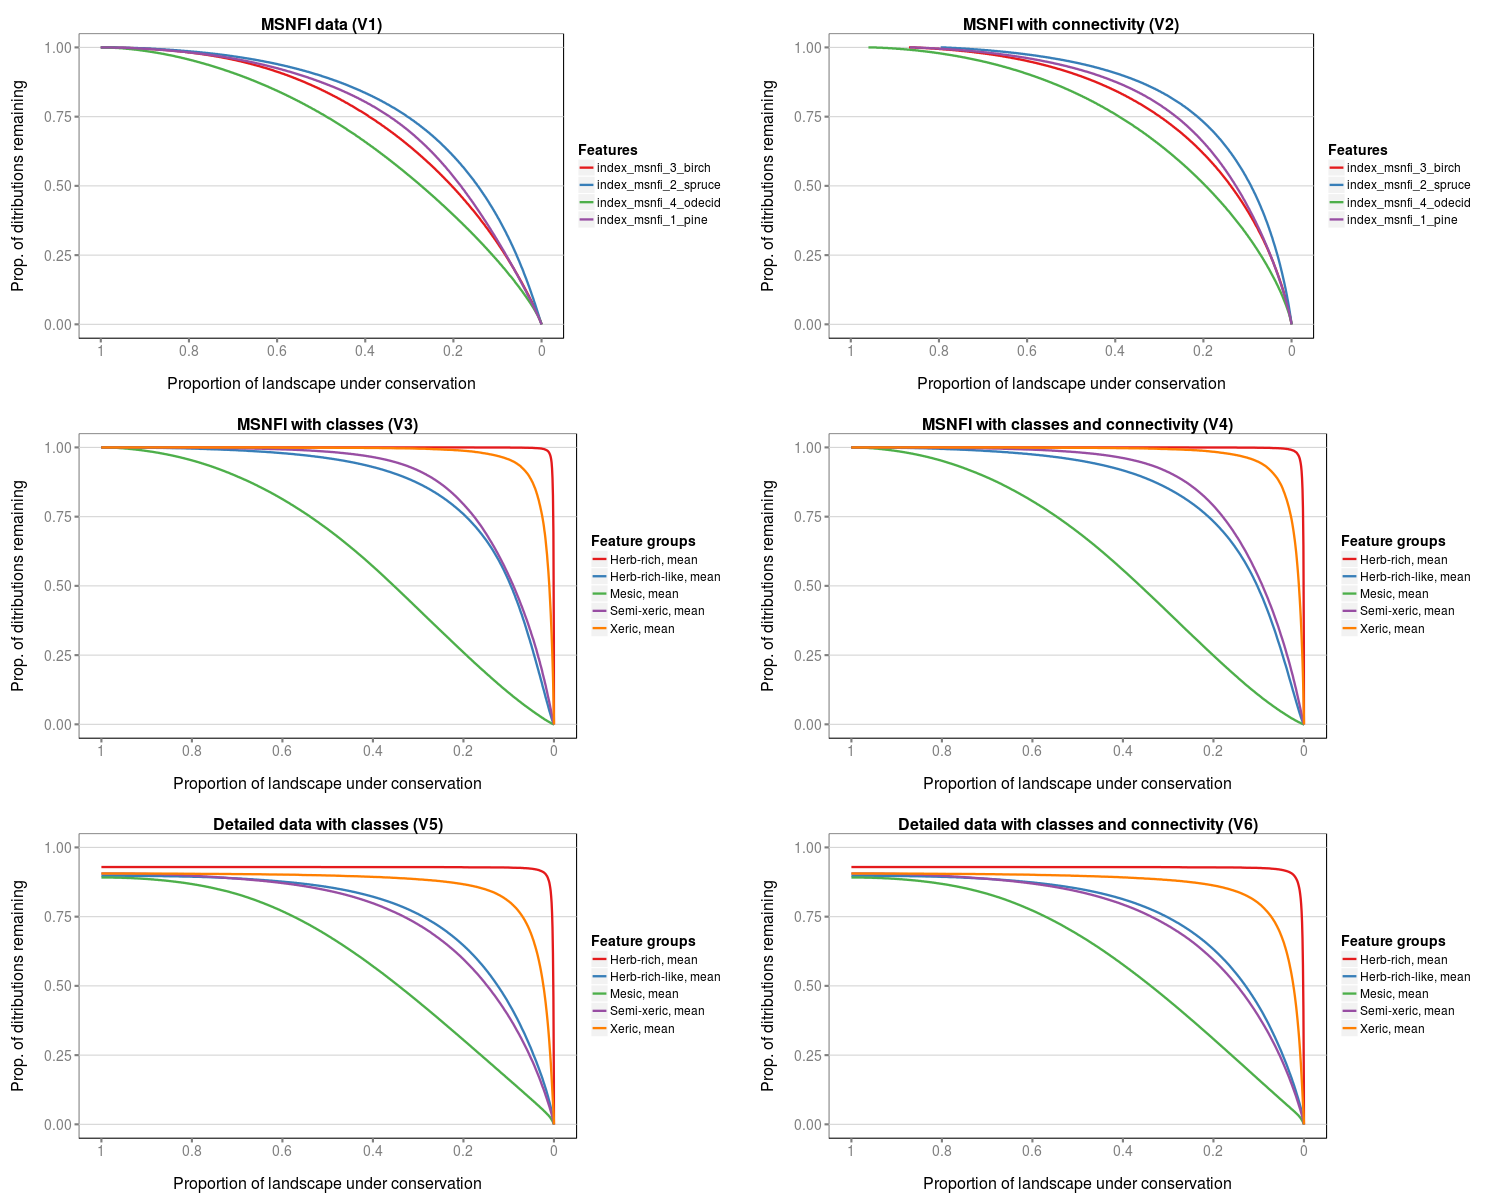 MSNFI data (V1)
Prop. of ditributions remaining
1.00
0.75
0.50
0.25
0.00
1 0.8 0.6 0.4 0.2 0
Proportion of landscape under conservation
Features
index_msnfi_3_birch
index_msnfi_2_spruce
index_msnfi_4_odecid
index_msnfi_1_pine
MSNFI with connectivity (V2)
Prop. of ditributions remaining
1.00
0.75
0.50
0.25
0.00
1 0.8 0.6 0.4 0.2 0
Proportion of landscape under conservation
Features
index_msnfi_3_birch
index_msnfi_2_spruce
index_msnfi_4_odecid
index_msnfi_1_pine
MSNFI with classes (V3)
Prop. of ditributions remaining
1.00
0.75
0.50
0.25
0.00
1 0.8 0.6 0.4 0.2 0
Proportion of landscape under conservation
Feature groups
Herb-rich, mean
Herb-rich-like, mean
Mesic, mean
Semi-xeric, mean
Xeric, mean
MSNFI with classes and connectivity (V4)
Prop. of ditributions remaining
1.00
0.75
0.50
0.25
0.00
1 0.8 0.6 0.4 0.2 0
Proportion of landscape under conservation
Feature groups
Herb-rich, mean
Herb-rich-like, mean
Mesic, mean
Semi-xeric, mean
Xeric, mean
Detailed data with classes (V5)
Prop. of ditributions remaining
1.00
0.75
0.50
0.25
0.00
1 0.8 0.6 0.4 0.2 0
Proportion of landscape under conservation
Feature groups
Herb-rich, mean
Herb-rich-like, mean
Mesic, mean
Semi-xeric, mean
Xeric, mean
Detailed data with classes and connectivity (V6)
Prop. of ditributions remaining
1.00
0.75
0.50
0.25
0.00
1 0.8 0.6 0.4 0.2 0
Proportion of landscape under conservation
Feature groups
Herb-rich, mean
Herb-rich-like, mean
Mesic, mean
Semi-xeric, mean
Xeric, mean